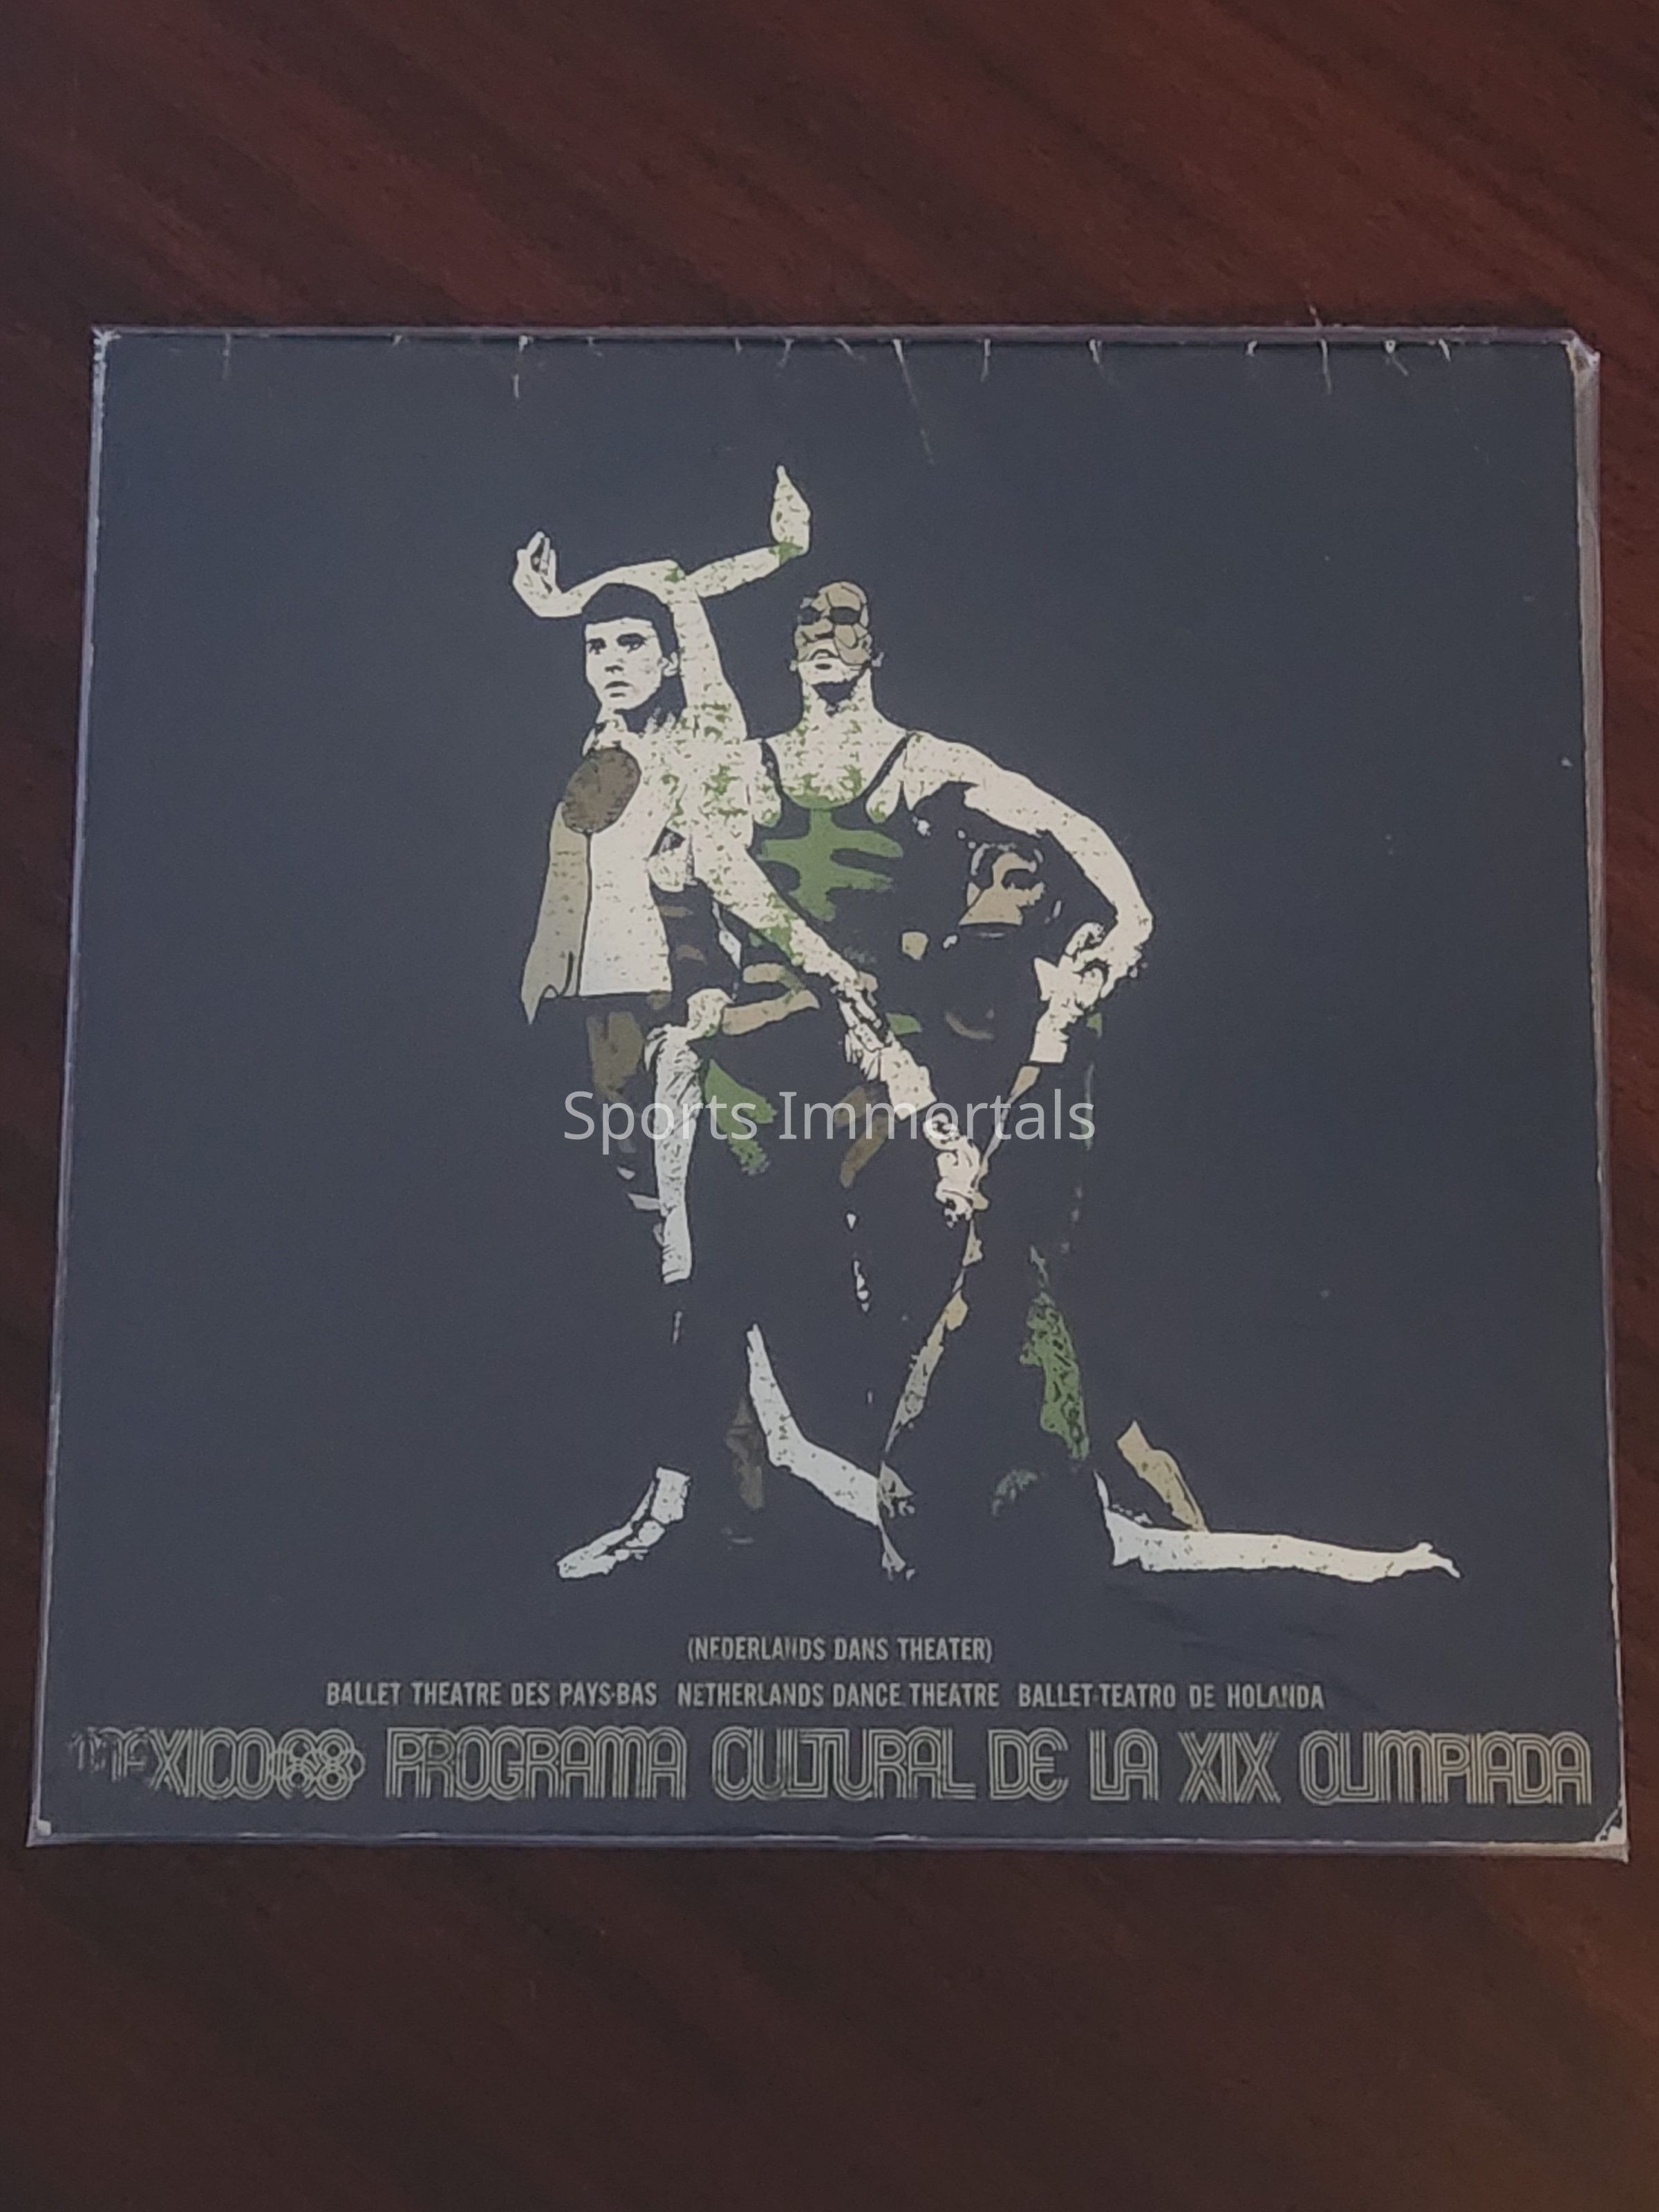 Sports Immortals
(NEDERLANDS DANS THEATER)
BALLET THEATRE DES PAYS-BAS NETHERLANDS DANCE THEATRE BALLET-TEATRO DE HOLANDA
MEXICO68 PROGRAMA CULTURAL DE LA XIX OLIMPIADA